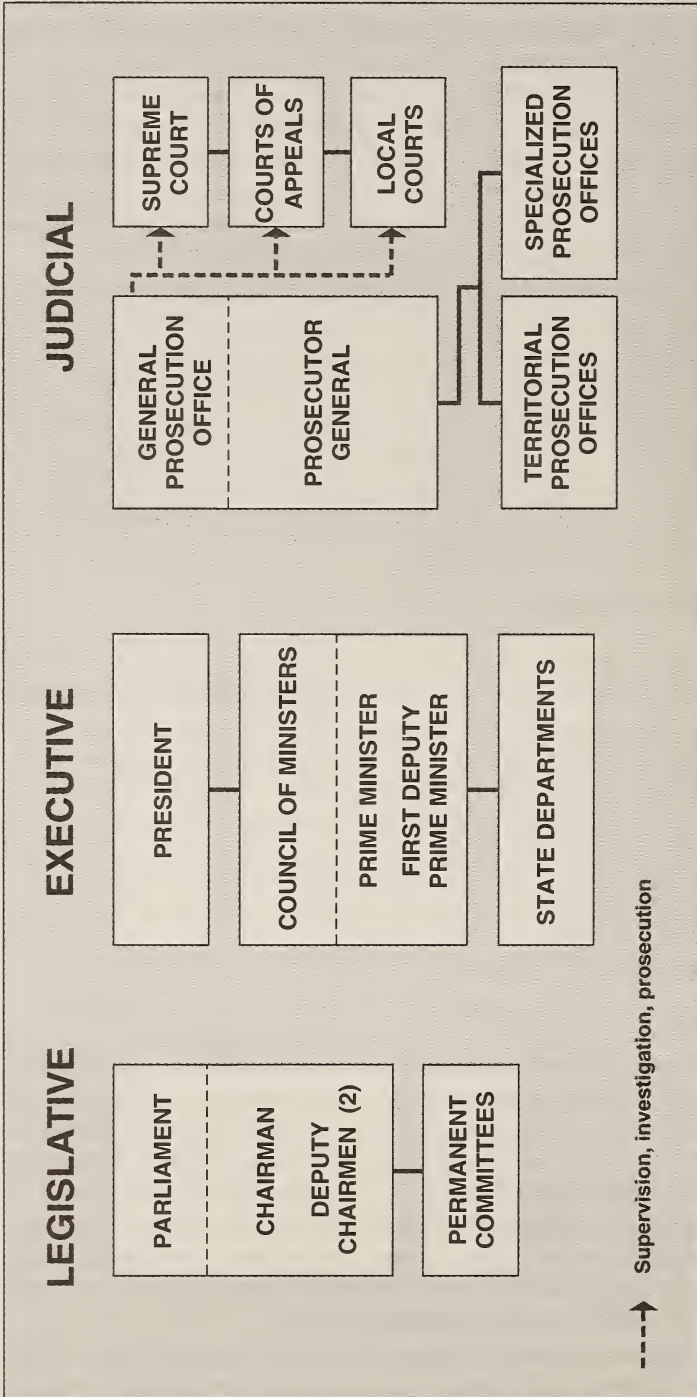 LEGISLATIVE
PARLIAMENT
CHAIRMAN
DEPUTY
CHAIRMEN (2)
PERMANENT
COMMITTEES
EXECUTIVE
PRESIDENT
COUNCIL OF MINISTERS
PRIME MINISTER
FIRST DEPUTY
PRIME MINISTER
STATE DEPARTMENTS
JUDICIAL
GENERAL
PROSECUTION
OFFICE
PROSECUTOR
GENERAL
SUPREME
COURT
COURTS OF
APPEALS
LOCAL
COURTS
TERRITORIAL
PROSECUTION
OFFICES
SPECIALIZED
PROSECUTION
OFFICES
Supervision, investigation, prosecution